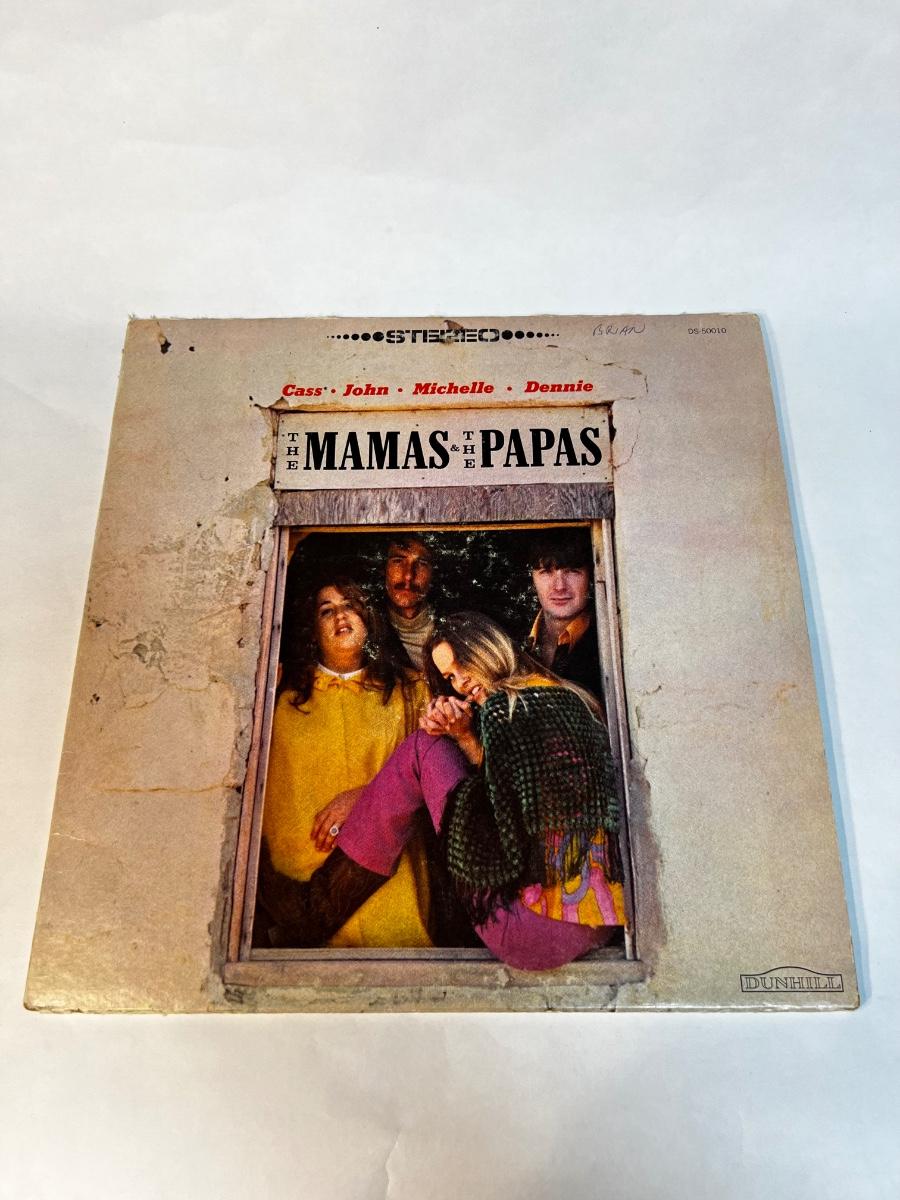 STEREO
BRIAN
DS-50010
Cass • John • Michelle • Dennie
THE MAMAS & THE PAPAS
DUNHILL